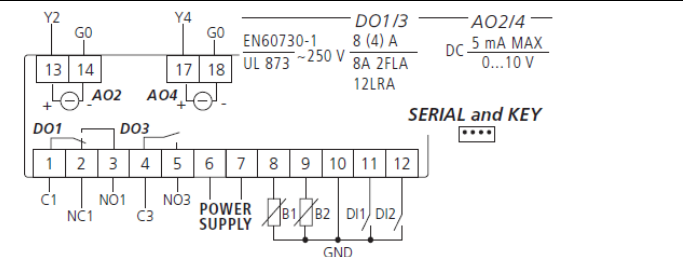 Y2 Y4 DO1/3 AO2/4
G0 G0
EN60730-1 ~250 V 8 (4) A DC 5 mA MAX
UL 873 8A 2FLA 0...10 V
12LRA
13 14 17 18
+ - AO2 AO4 + -
SERIAL and KEY
DO1 DO3
1 2 3 4 5 6 7 8 9 10 11 12
C1 NC1 NO1 C3 NO3 POWER SUPPLY B1 B2 DI1 DI2
GND